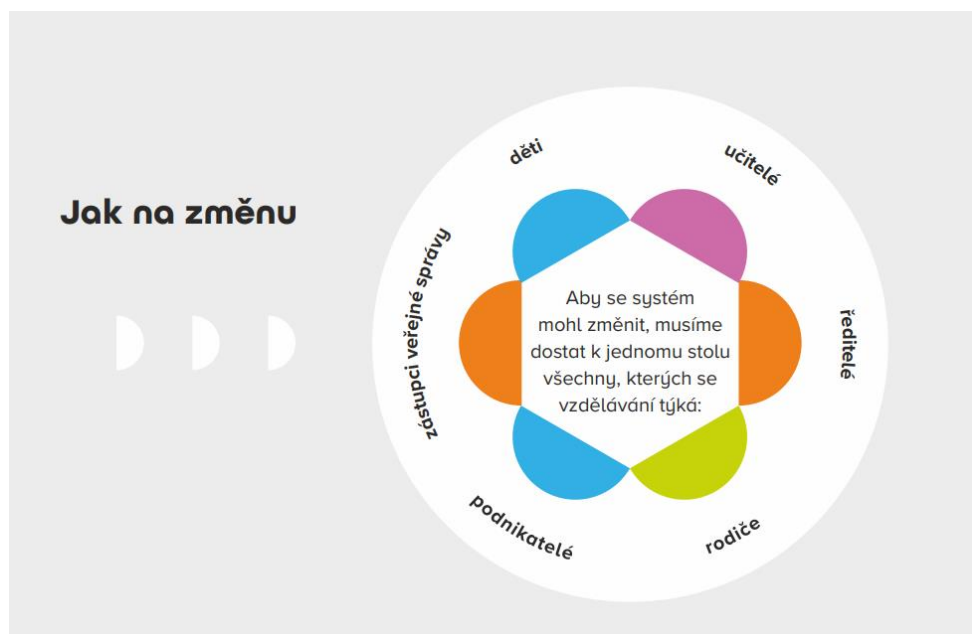 Jak na změnu
děti
učitelé
ředitelé
rodiče
podnikatelé
zástupci veřejné správy
Aby se systém
mohl změnit, musíme
dostat k jednomu stolu
všechny, kterých se
vzdělávání týká: